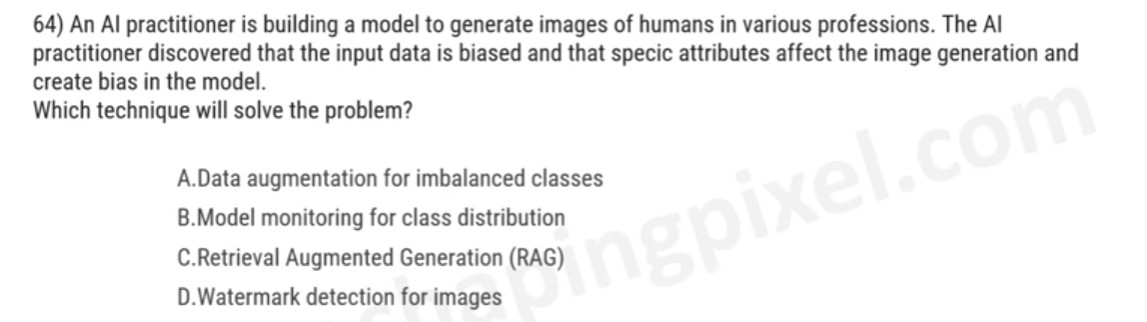 64) An AI practitioner is building a model to generate images of humans in various professions. The AI
practitioner discovered that the input data is biased and that specic attributes affect the image generation and
create bias in the model.
Which technique will solve the problem?
A.Data augmentation for imbalanced classes
B.Model monitoring for class distribution
C.Retrieval Augmented Generation (RAG)
D.Watermark detection for images
hapingpixel.com